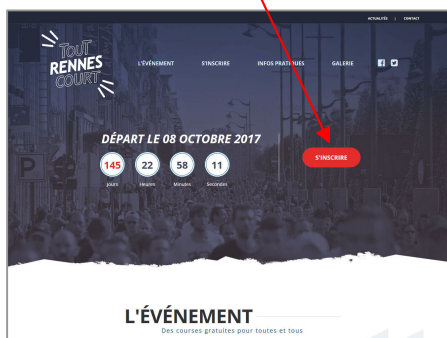 ACTUALITÉS | CONTACT
TOUT
RENNES
COURT
L'ÉVÉNEMENT S'INSCRIRE INFOS PRATIQUES GALERIE
DÉPART LE 08 OCTOBRE 2017
S'INSCRIRE
145 22 58 11
Jours Heures Minutes Secondes
P
L'ÉVÉNEMENT
Des courses gratuites pour toutes et tous